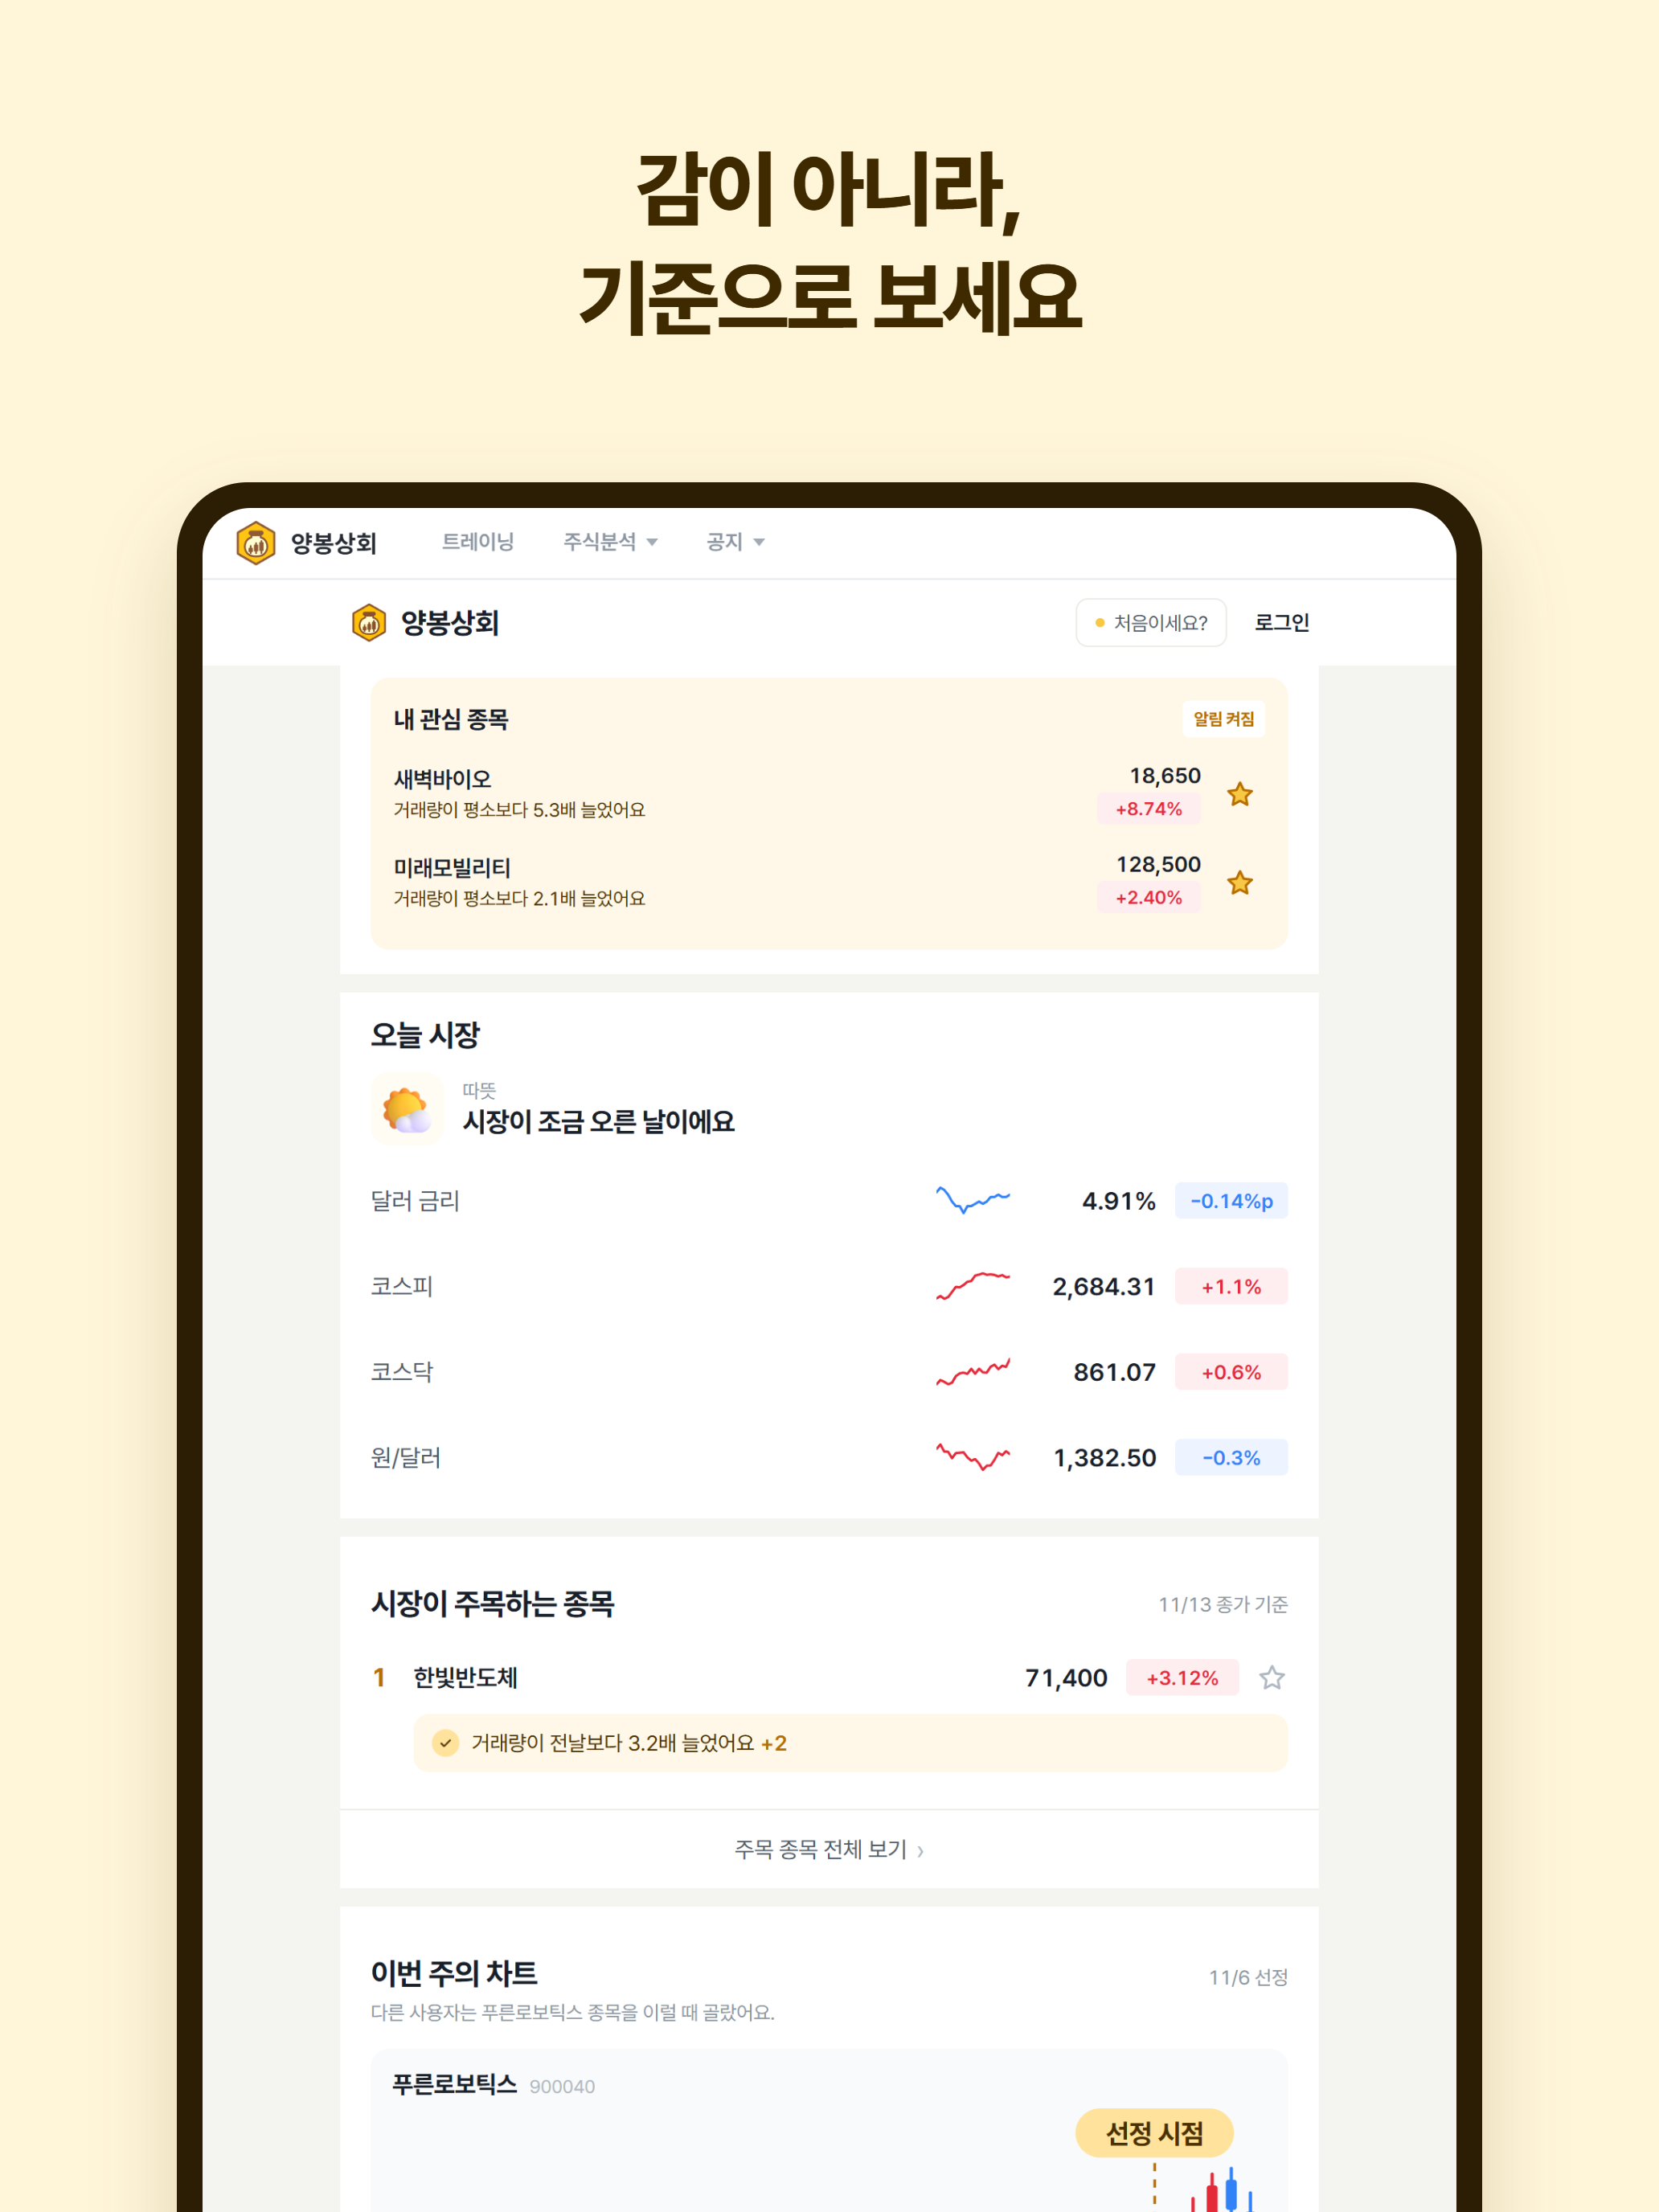 감이 아니라,
기준으로 보세요
양봉상회 트레이닝 주식분석 공지
양봉상회 처음이세요? 로그인
내 관심 종목 알림 켜짐
새벽바이오 18,650
거래량이 평소보다 5.3배 늘었어요 +8.74%
미래모빌리티 128,500
거래량이 평소보다 2.1배 늘었어요 +2.40%
오늘 시장
따뜻
시장이 조금 오른 날이에요
달러 금리 4.91% -0.14%p
코스피 2,684.31 +1.1%
코스닥 861.07 +0.6%
원/달러 1,382.50 -0.3%
시장이 주목하는 종목 11/13 종가 기준
1 한빛반도체 71,400 +3.12%
거래량이 전날보다 3.2배 늘었어요 +2
주목 종목 전체 보기 ›
이번 주의 차트 11/6 선정
다른 사용자는 푸른로보틱스 종목을 이럴 때 골랐어요.
푸른로보틱스 900040
선정 시점